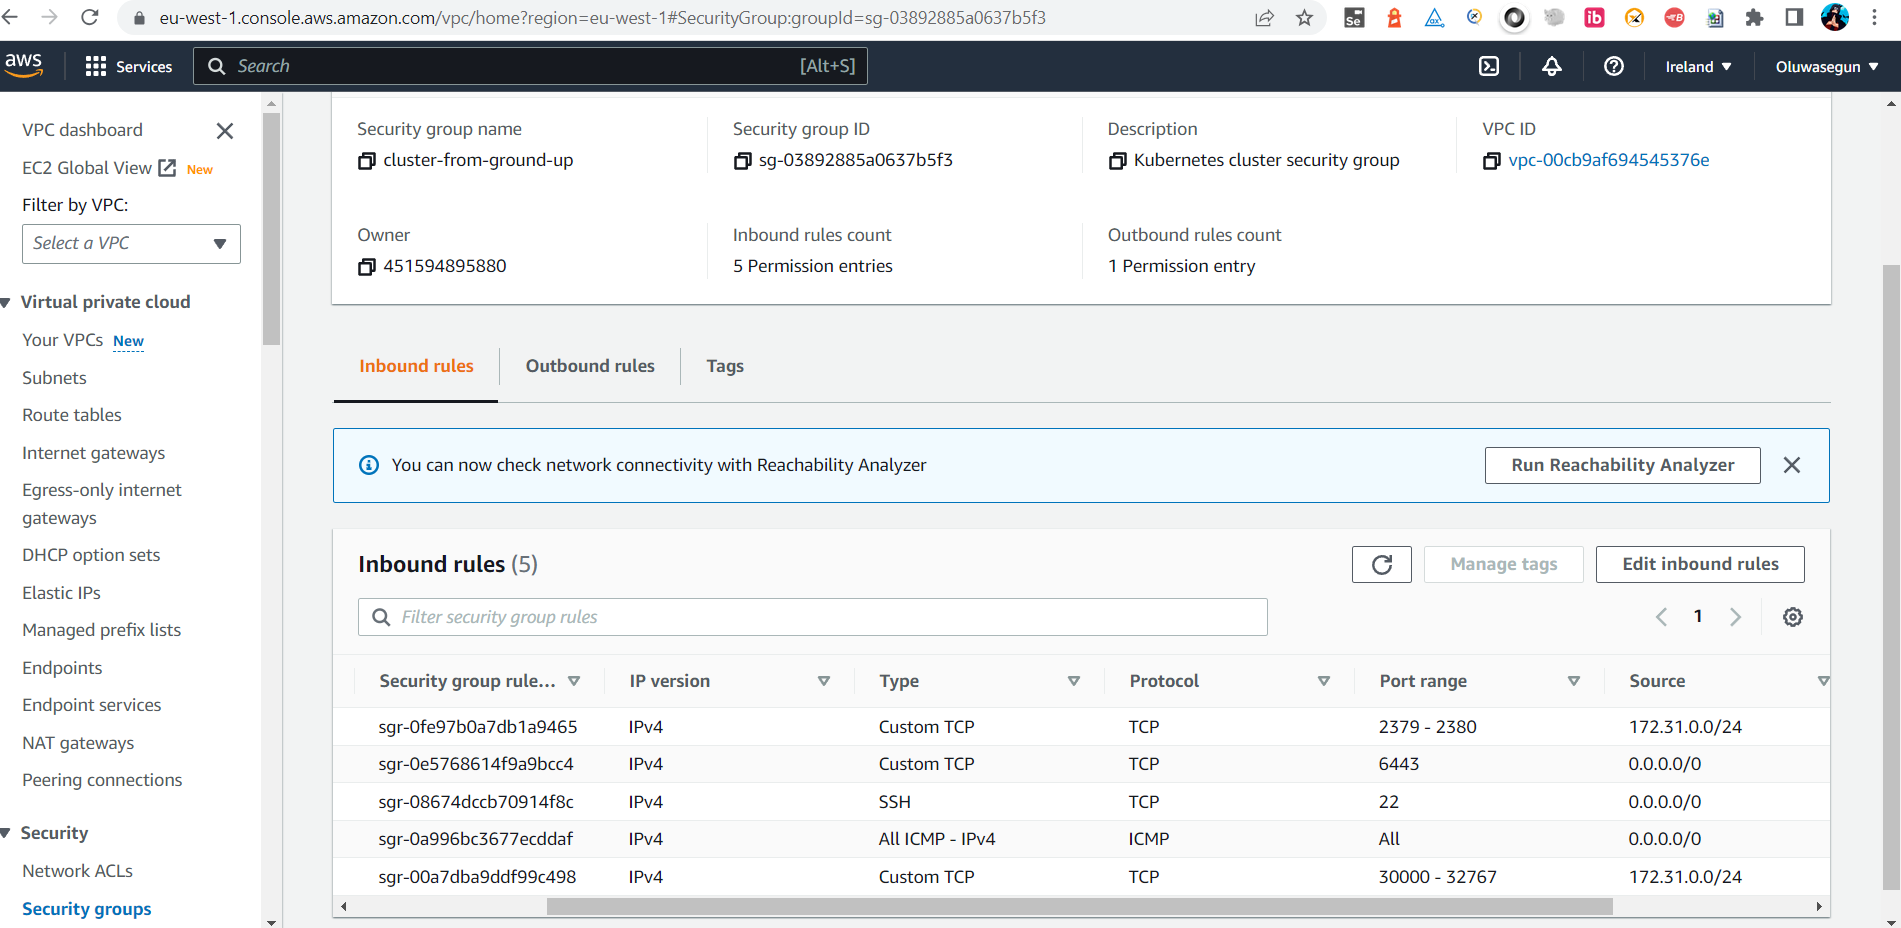 eu-west-1.console.aws.amazon.com/vpc/home?region=eu-west-1#SecurityGroup:groupId=sg-03892885a0637b5f3
aws Services Search [Alt+S] Ireland Oluwasegun
VPC dashboard
EC2 Global View New
Filter by VPC:
Select a VPC
Virtual private cloud
Your VPCs New
Subnets
Route tables
Internet gateways
Egress-only internet
gateways
DHCP option sets
Elastic IPs
Managed prefix lists
Endpoints
Endpoint services
NAT gateways
Peering connections
Security
Network ACLs
Security groups
Security group name Security group ID Description VPC ID
cluster-from-ground-up sg-03892885a0637b5f3 Kubernetes cluster security group vpc-00cb9af694545376e
Owner Inbound rules count Outbound rules count
451594895880 5 Permission entries 1 Permission entry
Inbound rules Outbound rules Tags
You can now check network connectivity with Reachability Analyzer Run Reachability Analyzer
Inbound rules (5) Manage tags Edit inbound rules
Filter security group rules 1
Security group rule... IP version Type Protocol Port range Source
sgr-0fe97b0a7db1a9465 IPv4 Custom TCP TCP 2379 - 2380 172.31.0.0/24
sgr-0e5768614f9a9bcc4 IPv4 Custom TCP TCP 6443 0.0.0.0/0
sgr-08674dccb70914f8c IPv4 SSH TCP 22 0.0.0.0/0
sgr-0a996bc3677ecddaf IPv4 All ICMP - IPv4 ICMP All 0.0.0.0/0
sgr-00a7dba9ddf99c498 IPv4 Custom TCP TCP 30000 - 32767 172.31.0.0/24